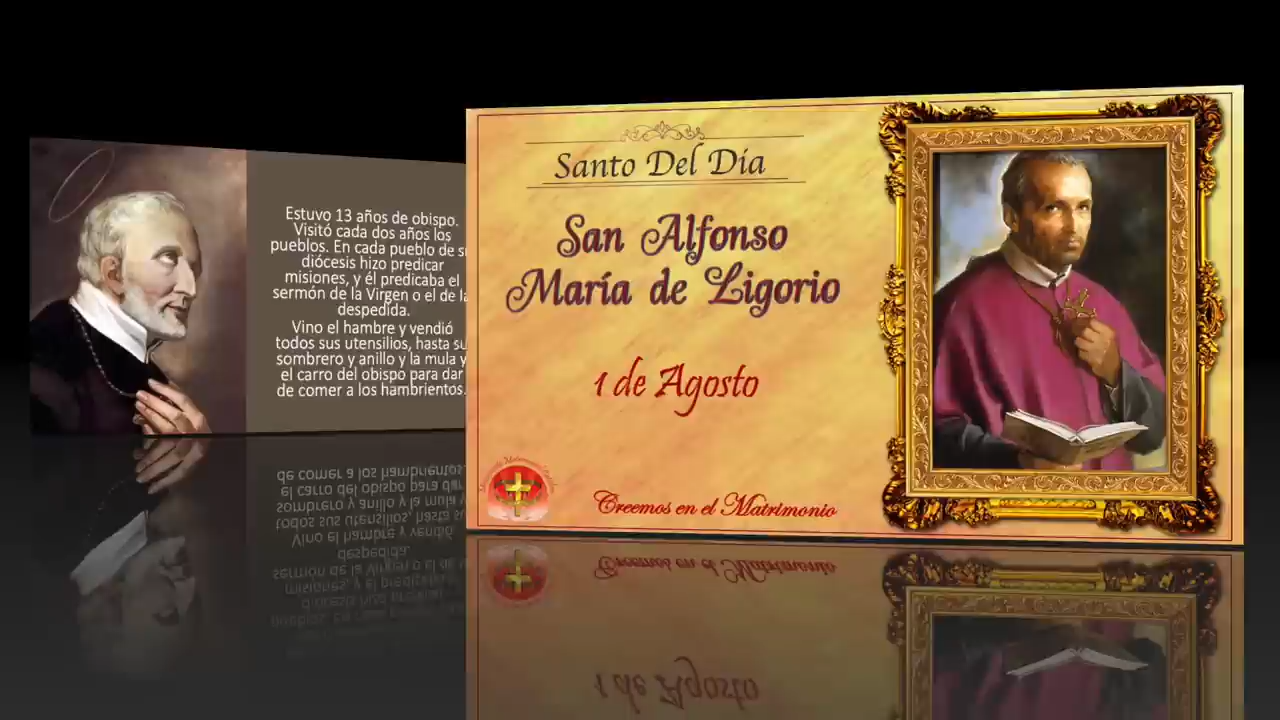 Estuvo 13 años de obispo.
Visitó cada dos años los
pueblos. En cada pueblo de
diócesis hizo predicar
misiones, y él predicaba el
sermón de la Virgen o el de
despedida.
Vino el hambre y vendió
todos sus utensilios, hasta su
sombrero y anillo y la mula y
el carro del obispo para dar
de comer a los hambrientos.
Santo Del Día
San Alfonso
María de Ligorio
1 de Agosto
Creemos en el Matrimonio